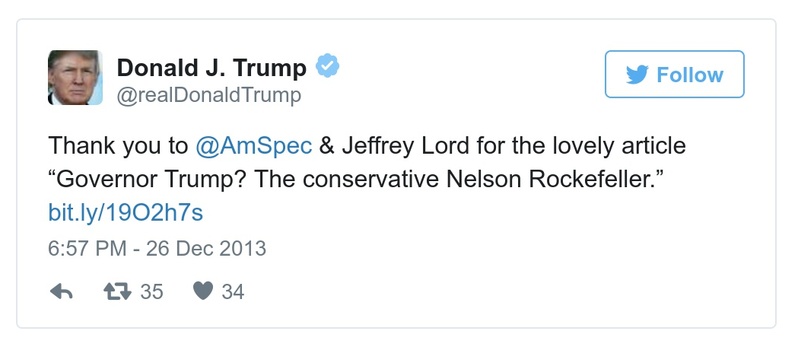 Donald J. Trump
@realDonaldTrump
Follow
Thank you to @AmSpec & Jeffrey Lord for the lovely article
“Governor Trump? The conservative Nelson Rockefeller.”
bit.ly/19O2h7s
6:57 PM - 26 Dec 2013
35 34